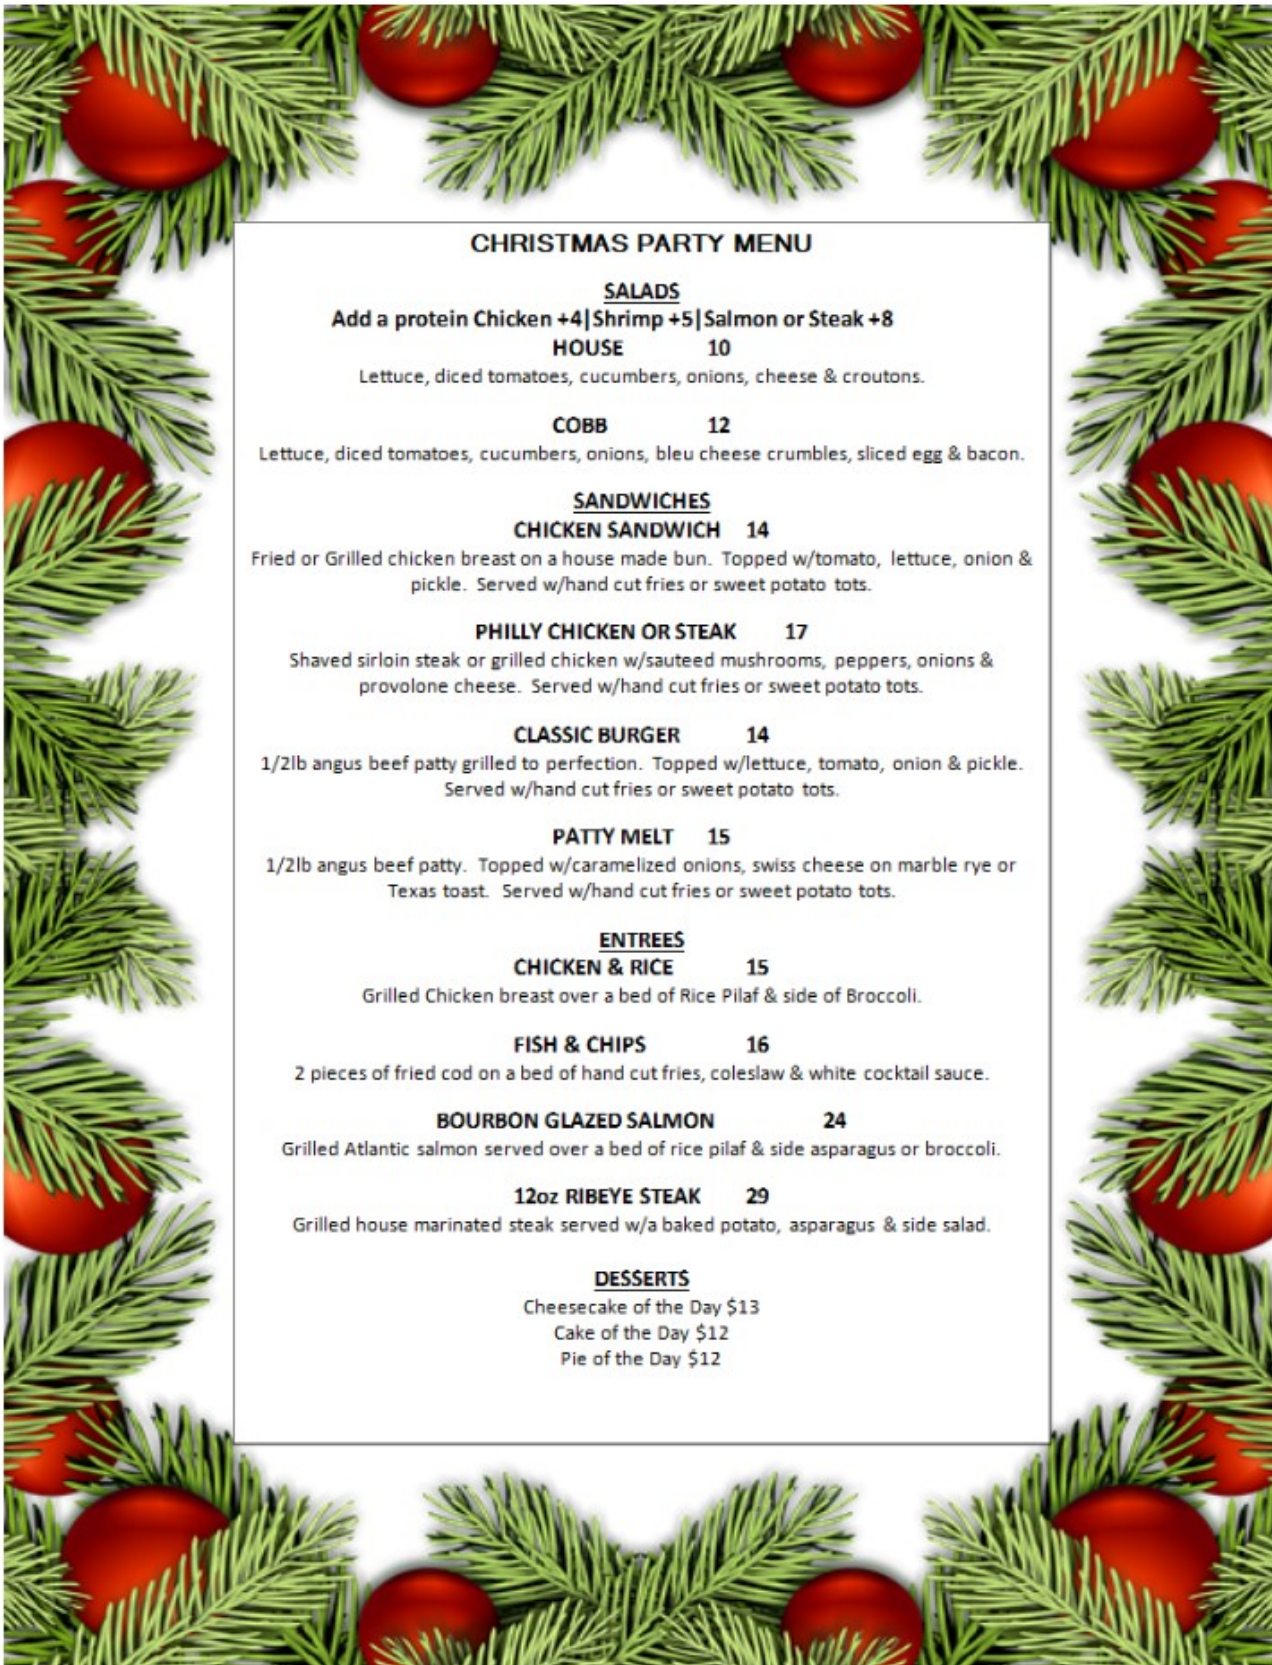 CHRISTMAS PARTY MENU
SALADS
Add a protein Chicken +4|Shrimp +5|Salmon or Steak +8
HOUSE 10
Lettuce, diced tomatoes, cucumbers, onions, cheese & croutons.
COBB 12
Lettuce, diced tomatoes, cucumbers, onions, bleu cheese crumbles, sliced egg & bacon.
SANDWICHES
CHICKEN SANDWICH 14
Fried or Grilled chicken breast on a house made bun. Topped w/tomato, lettuce, onion &
pickle. Served w/hand cut fries or sweet potato tots.
PHILLY CHICKEN OR STEAK 17
Shaved sirloin steak or grilled chicken w/sauteed mushrooms, peppers, onions &
provolone cheese. Served w/hand cut fries or sweet potato tots.
CLASSIC BURGER 14
1/2lb angus beef patty grilled to perfection. Topped w/lettuce, tomato, onion & pickle.
Served w/hand cut fries or sweet potato tots.
PATTY MELT 15
1/2lb angus beef patty. Topped w/caramelized onions, swiss cheese on marble rye or
Texas toast. Served w/hand cut fries or sweet potato tots.
ENTREES
CHICKEN & RICE 15
Grilled Chicken breast over a bed of Rice Pilaf & side of Broccoli.
FISH & CHIPS 16
2 pieces of fried cod on a bed of hand cut fries, coleslaw & white cocktail sauce.
BOURBON GLAZED SALMON 24
Grilled Atlantic salmon served over a bed of rice pilaf & side asparagus or broccoli.
12oz RIBEYE STEAK 29
Grilled house marinated steak served w/a baked potato, asparagus & side salad.
DESSERTS
Cheesecake of the Day $13
Cake of the Day $12
Pie of the Day $12